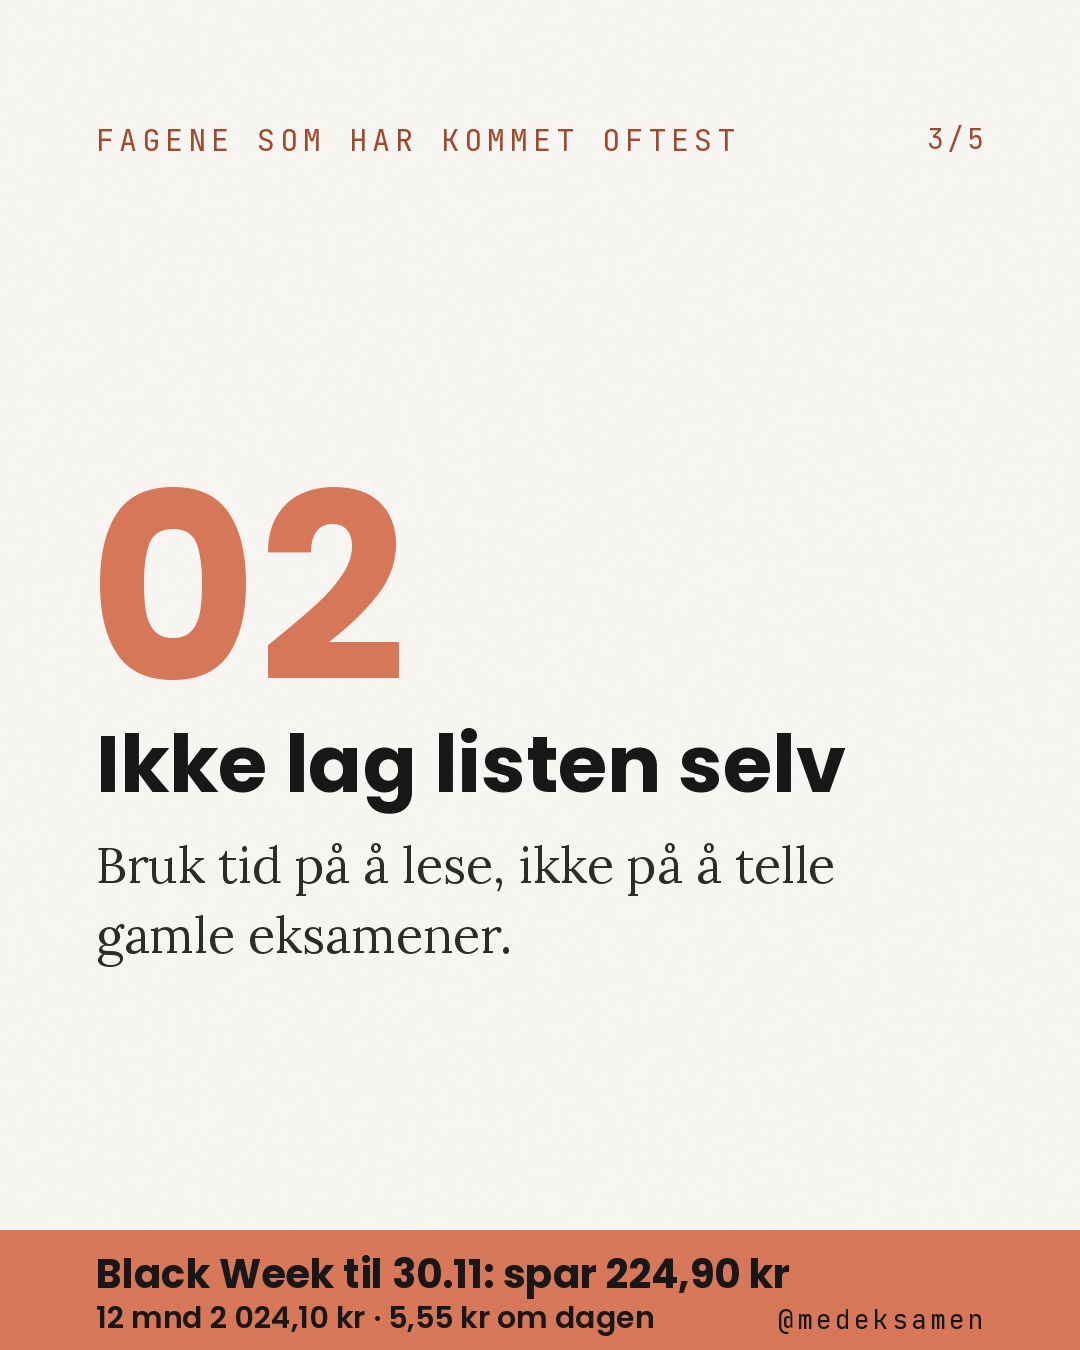 FAGENE SOM HAR KOMMET OFTEST
3/5
02
Ikke lag listen selv
Bruk tid på å lese, ikke på å telle
gamle eksamener.
Black Week til 30.11: spar 224,90 kr
12 mnd 2 024,10 kr · 5,55 kr om dagen
@medeksamen